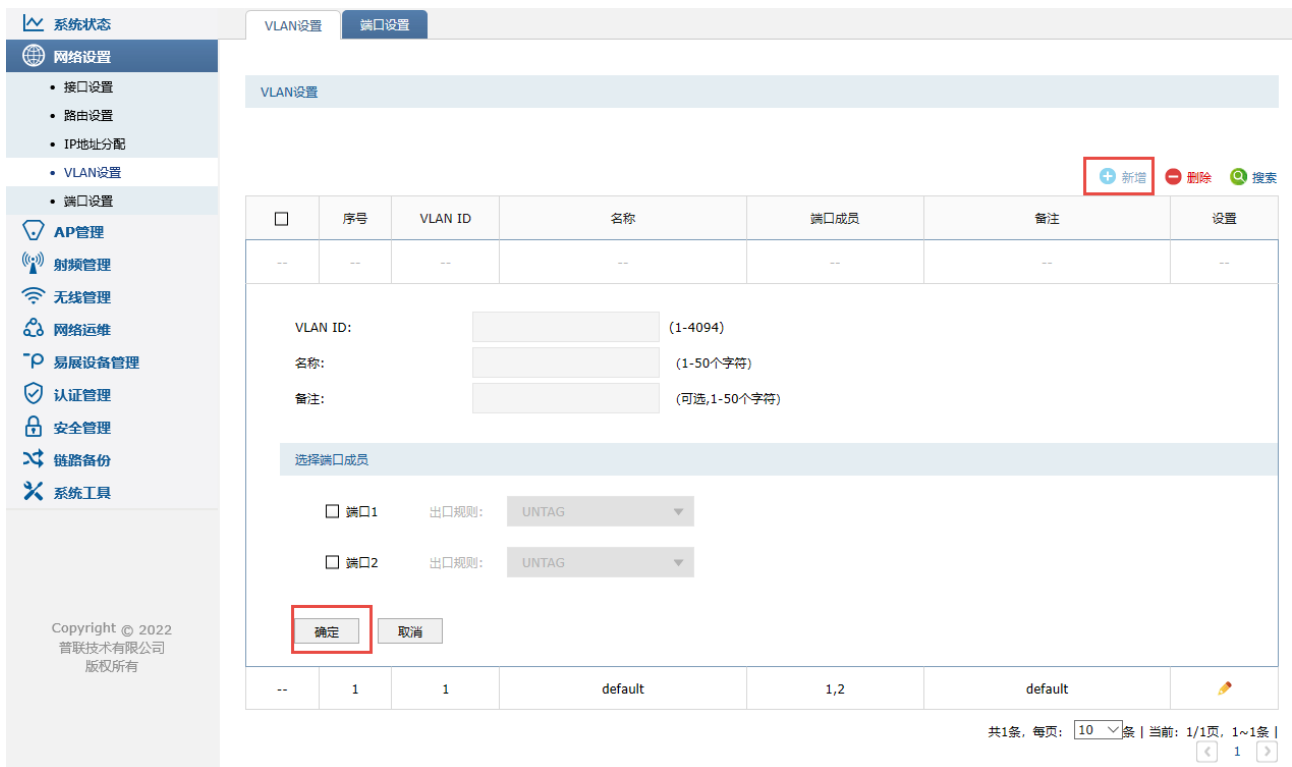 系统状态
网络设置
接口设置
路由设置
IP地址分配
VLAN设置
端口设置
AP管理
射频管理
无线管理
网络运维
易展设备管理
认证管理
安全管理
链路备份
系统工具
Copyright © 2022
普联技术有限公司
版权所有
VLAN设置 端口设置
VLAN设置
新增 删除 搜索
序号 VLAN ID 名称 端口成员 备注 设置
-- -- -- -- -- -- --
VLAN ID: (1-4094)
名称: (1-50个字符)
备注: (可选,1-50个字符)
选择端口成员
端口1 出口规则: UNTAG
端口2 出口规则: UNTAG
确定 取消
-- 1 1 default 1,2 default
共1条, 每页: 10 条 | 当前: 1/1页, 1~1条 |
< 1 >